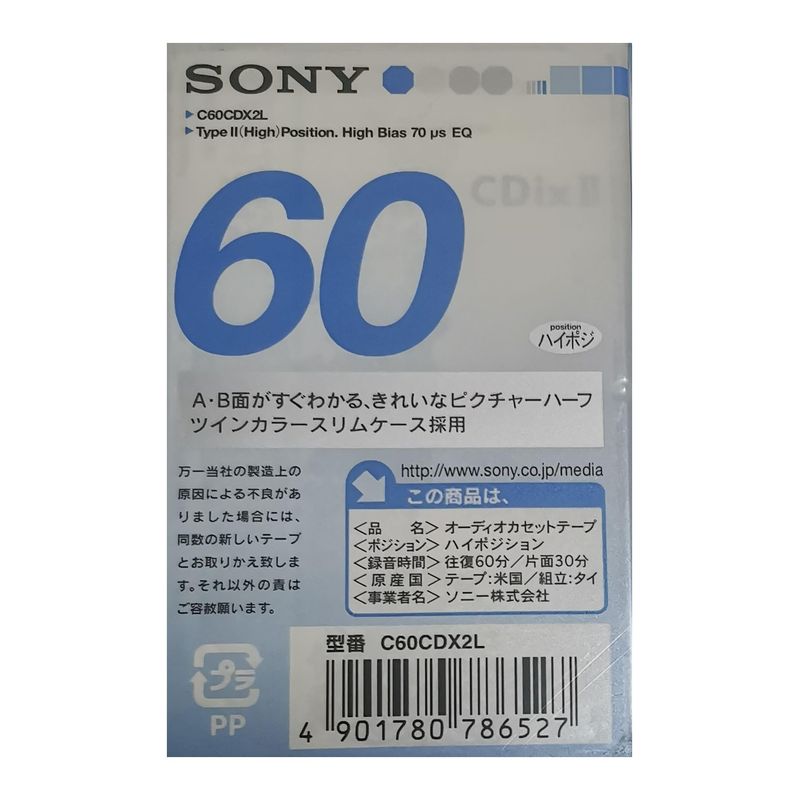 SONY
C60CDX2L
Type II(High)Position. High Bias 70 μs EQ
60
CDixⅡ
position
ハイポジ
A・B面がすぐわかる、きれいなピクチャーハーフ
ツインカラースリムケース採用
万一当社の製造上の
原因による不良があ
りました場合には、
同数の新しいテープ
とお取りかえ致しま
す。それ以外の責は
ご容赦願います。
http://www.sony.co.jp/media
この商品は、
<品　名>オーディオカセットテープ
<ポジション>ハイポジション
<録音時間>往復60分/片面30分
<原産国>テープ:米国/組立:タイ
<事業者名>ソニー株式会社
プラ
PP
型番 C60CDX2L
4 901780 786527